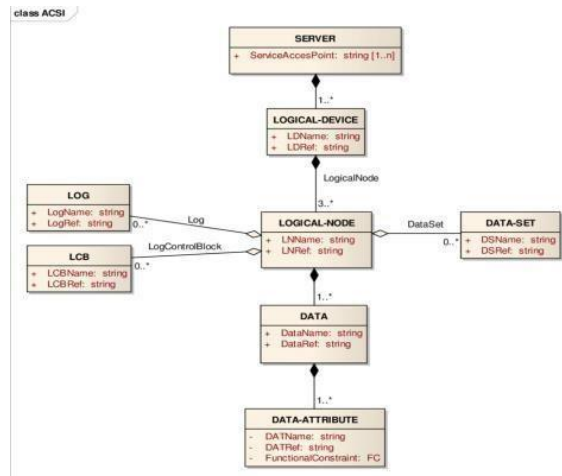 class ACSI
SERVER
+ ServiceAccesPoint: string [1..n]
1..*
LOGICAL-DEVICE
+ LDName: string
+ LDRef: string
LogicalNode
3..*
LOG
+ LogName: string
+ LogRef: string
0..*
Log
LOGICAL-NODE
+ LNName: string
+ LNRef: string
DataSet
0..*
DATA-SET
+ DSName: string
+ DSRef: string
LCB
+ LCBName: string
+ LCBRef: string
0..*
LogControlBlock
1..*
DATA
+ DataName: string
+ DataRef: string
1..*
DATA-ATTRIBUTE
- DATName: string
- DATRef: string
- FunctionalConstraint: FC